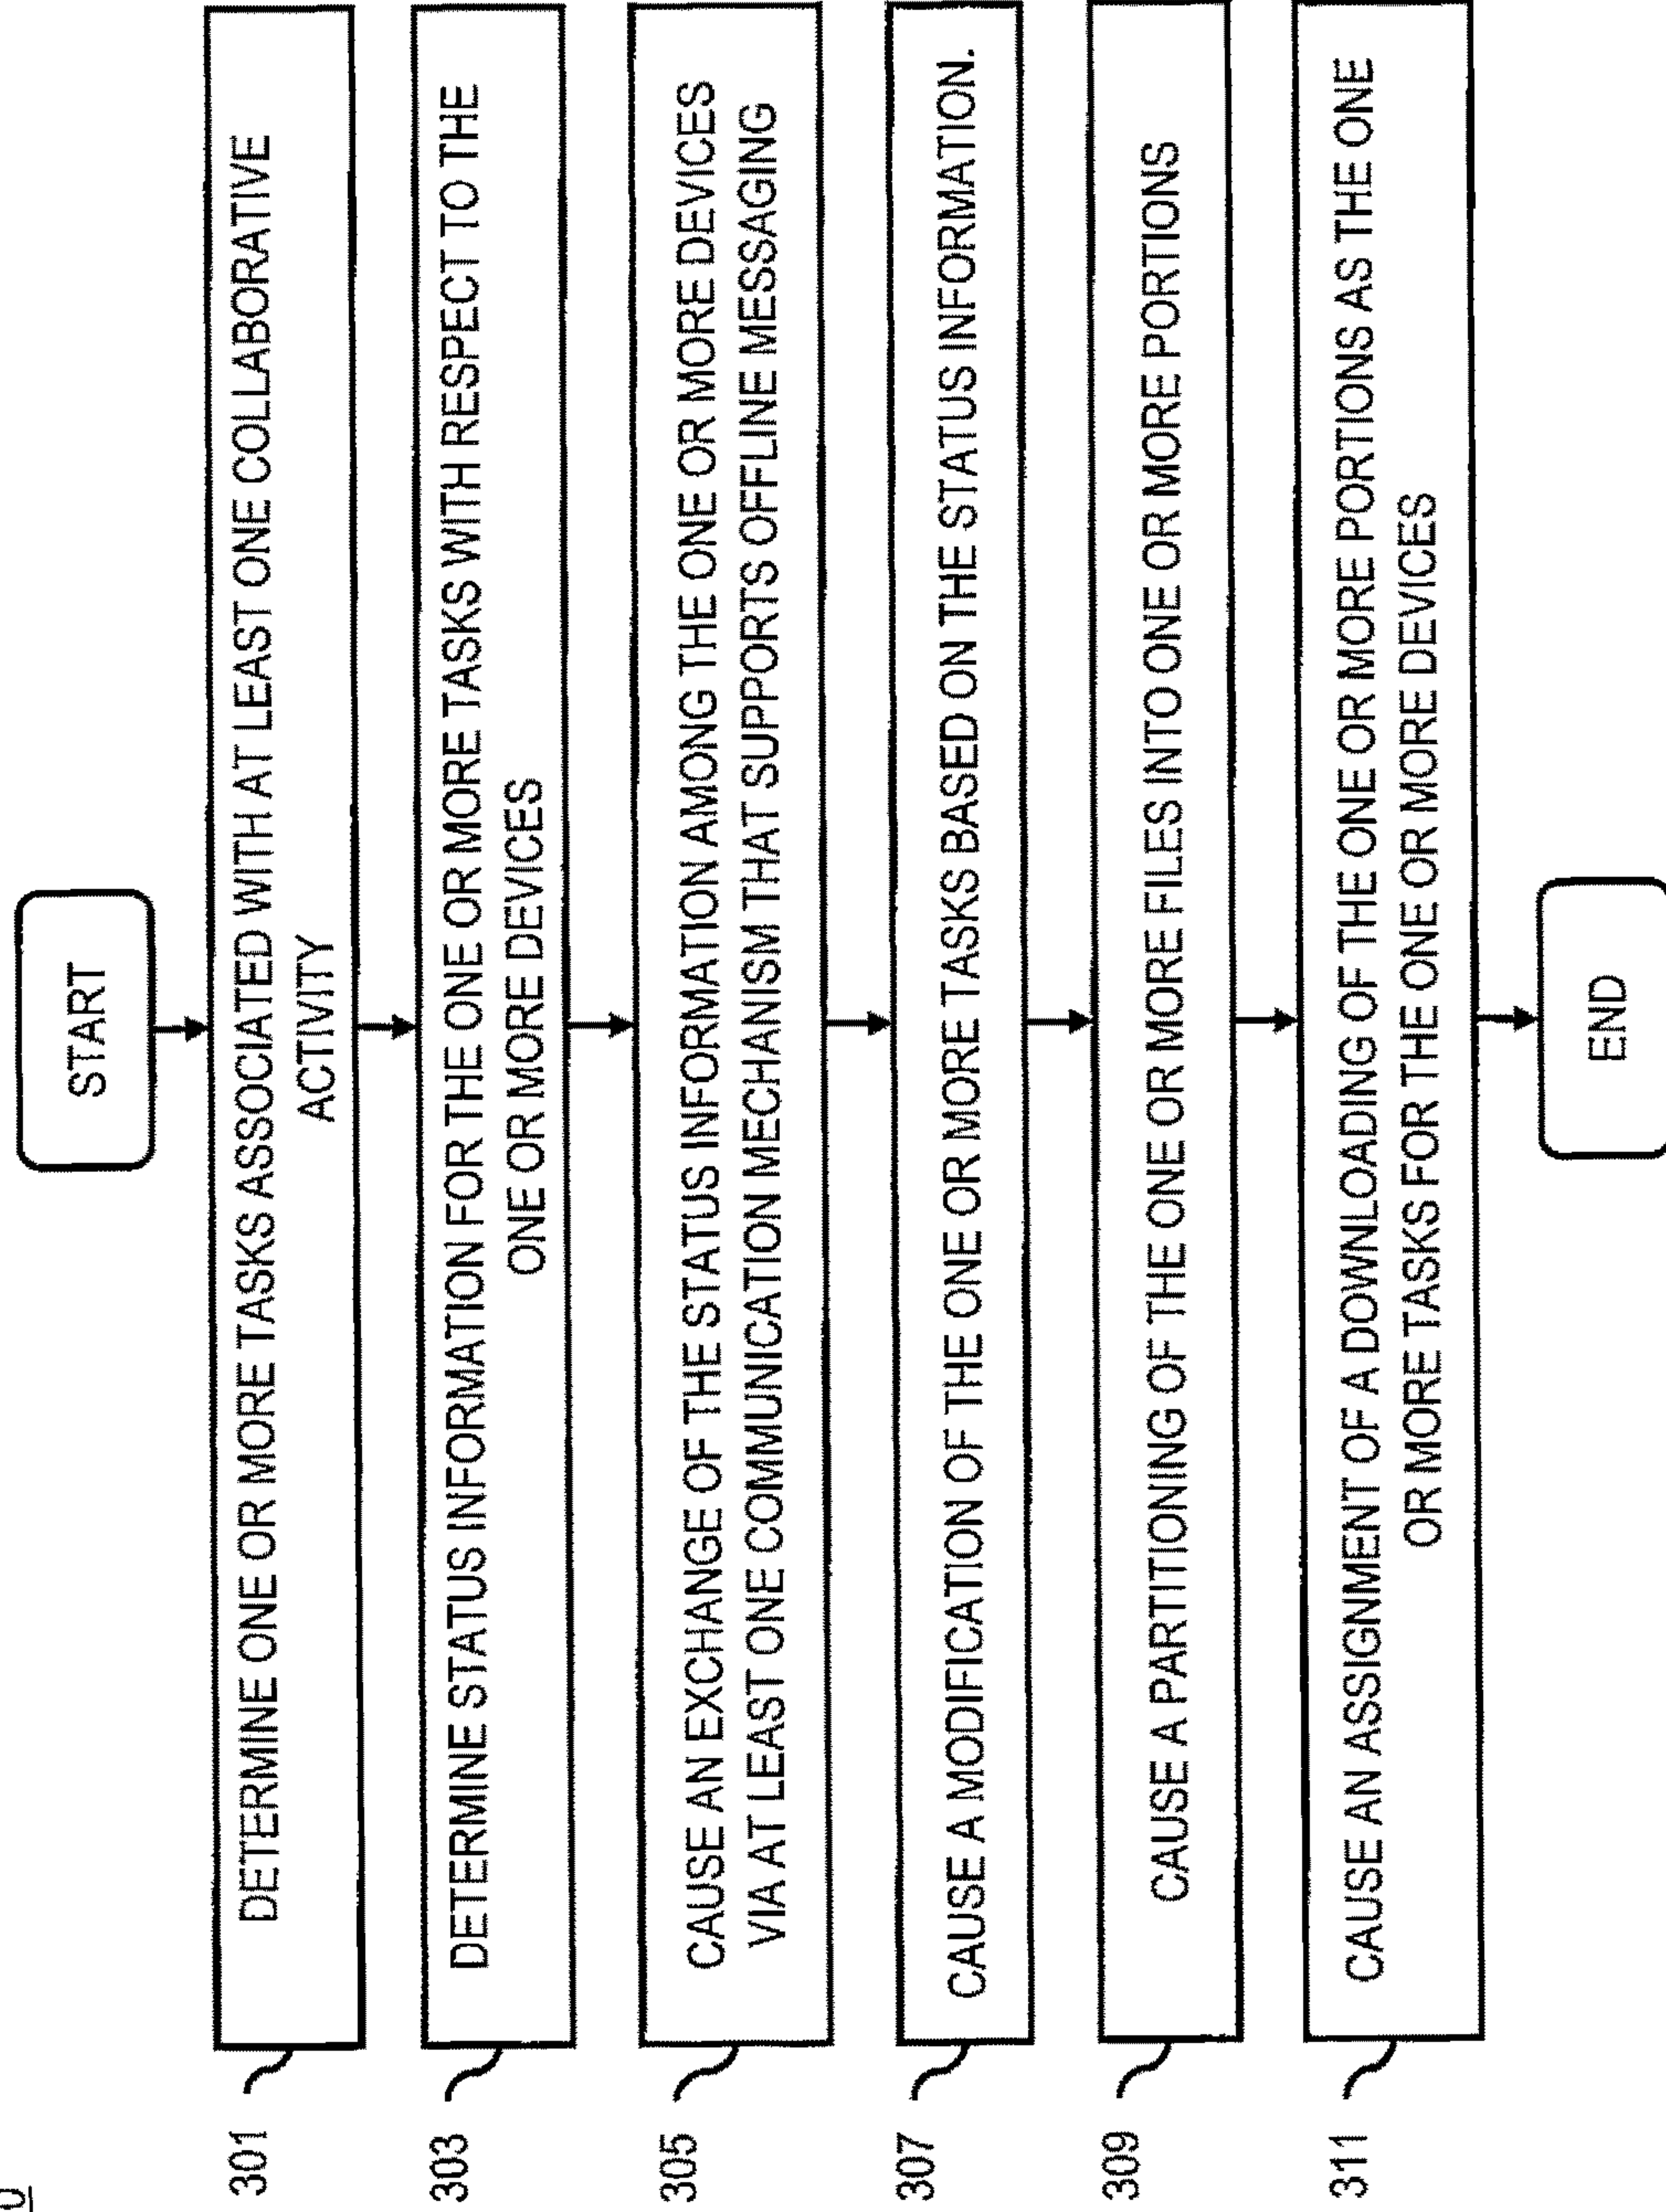 START
301
DETERMINE ONE OR MORE TASKS ASSOCIATED WITH AT LEAST ONE COLLABORATIVE
ACTIVITY
303
DETERMINE STATUS INFORMATION FOR THE ONE OR MORE TASKS WITH RESPECT TO THE
ONE OR MORE DEVICES
305
CAUSE AN EXCHANGE OF THE STATUS INFORMATION AMONG THE ONE OR MORE DEVICES
VIA AT LEAST ONE COMMUNICATION MECHANISM THAT SUPPORTS OFFLINE MESSAGING
307
CAUSE A MODIFICATION OF THE ONE OR MORE TASKS BASED ON THE STATUS INFORMATION.
309
CAUSE A PARTITIONING OF THE ONE OR MORE FILES INTO ONE OR MORE PORTIONS
311
CAUSE AN ASSIGNMENT OF A DOWNLOADING OF THE ONE OR MORE PORTIONS AS THE ONE
OR MORE TASKS FOR THE ONE OR MORE DEVICES
END